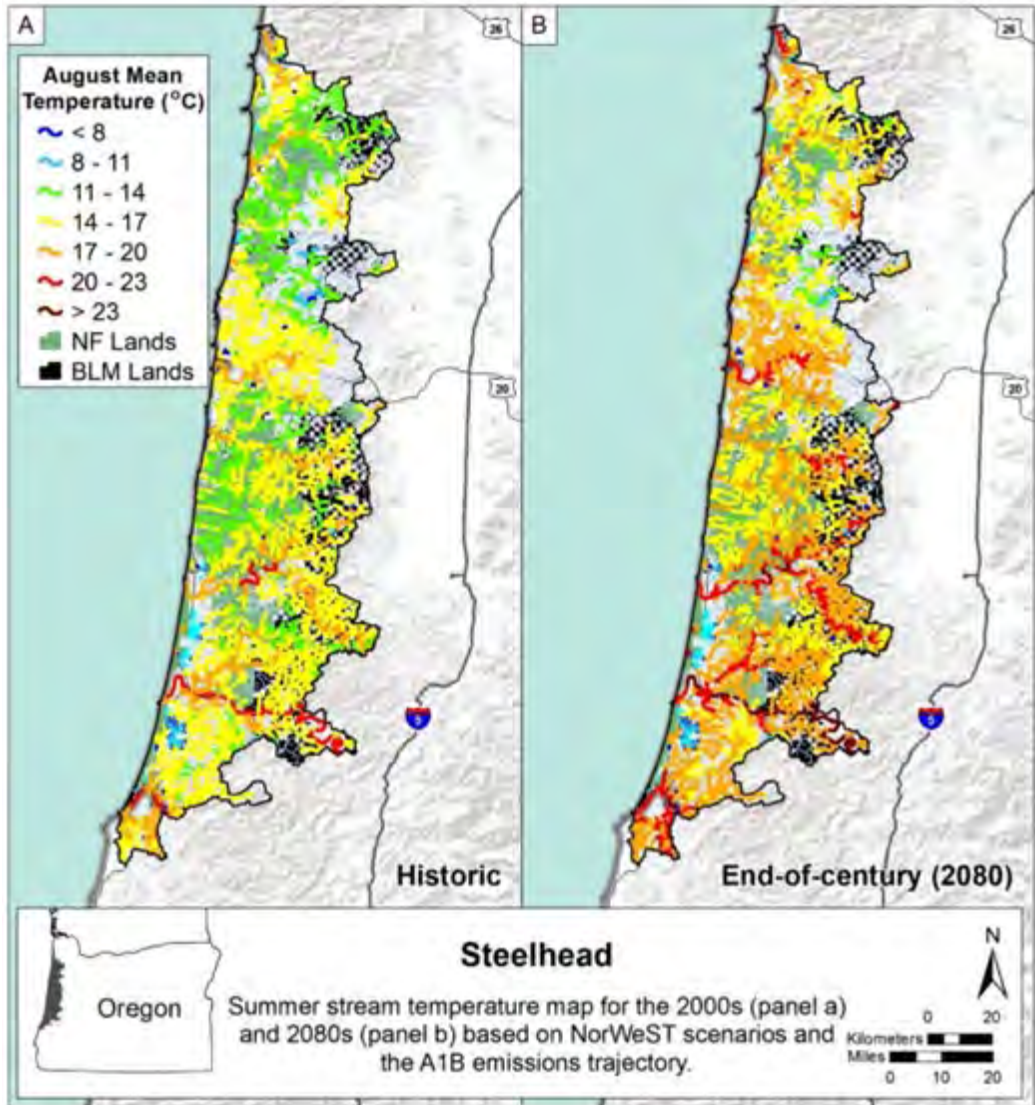 A
August Mean
Temperature (°C)
< 8
8 - 11
11 - 14
14 - 17
17 - 20
20 - 23
> 23
NF Lands
BLM Lands
26
20
5
Historic
B
26
20
5
End-of-century (2080)
Oregon
Steelhead
Summer stream temperature map for the 2000s (panel a)
and 2080s (panel b) based on NorWeST scenarios and
the A1B emissions trajectory.
N
0 20
Kilometers
Miles
0 10 20